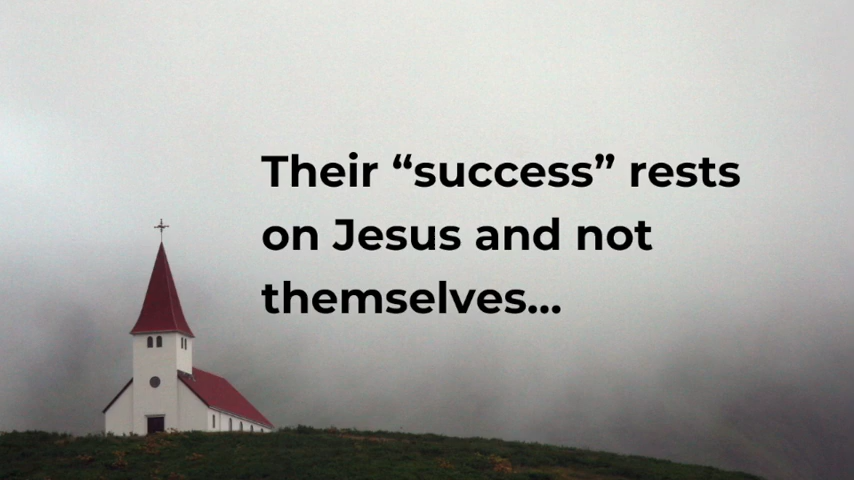 Their “success” rests
on Jesus and not
themselves...